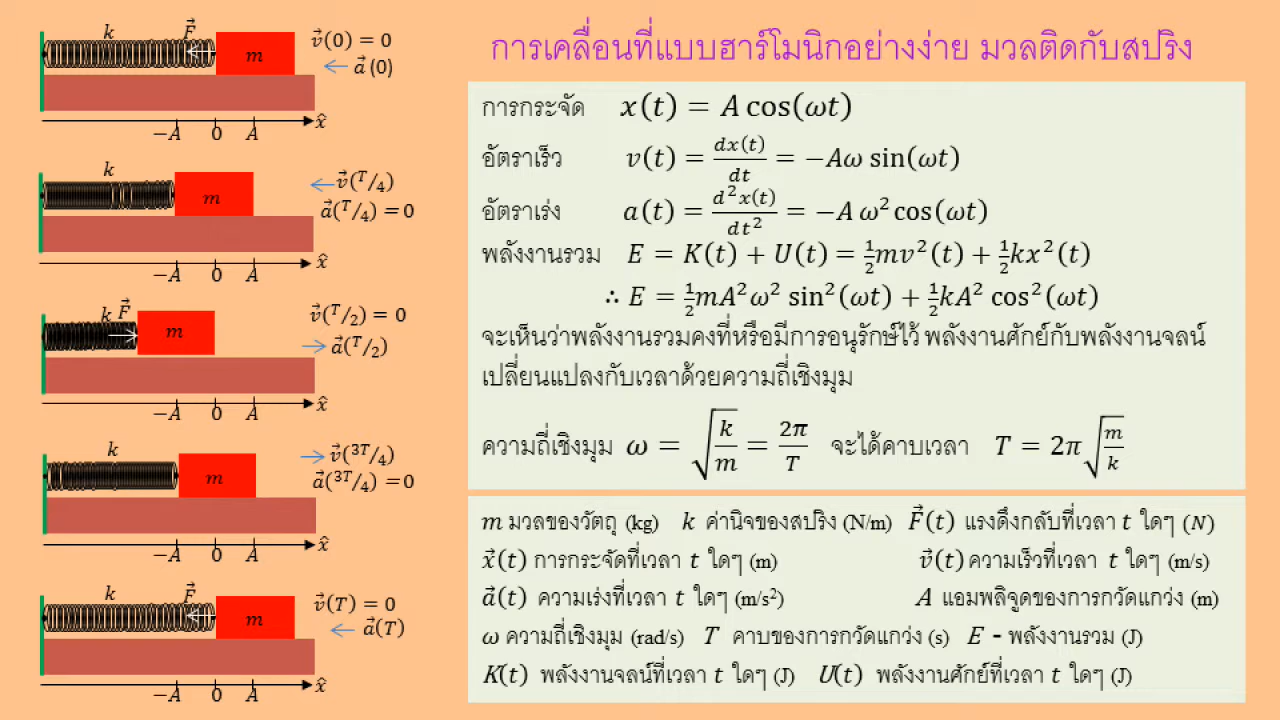 การเคลื่อนที่แบบฮาร์โมนิกอย่างง่าย มวลติดกับสปริง
k F⃗ m v⃗(0) = 0
← a⃗(0)
−A 0 A x̂
k m ← v⃗(T/4)
a⃗(T/4) = 0
−A 0 A x̂
k F⃗ m v⃗(T/2) = 0
→ a⃗(T/2)
−A 0 A x̂
k m → v⃗(3T/4)
a⃗(3T/4) = 0
−A 0 A x̂
k F⃗ m v⃗(T) = 0
← a⃗(T)
−A 0 A x̂
การกระจัด x(t) = A cos(ωt)
อัตราเร็ว v(t) = dx(t)/dt = −Aω sin(ωt)
อัตราเร่ง a(t) = d²x(t)/dt² = −A ω² cos(ωt)
พลังงานรวม E = K(t) + U(t) = ½mv²(t) + ½kx²(t)
∴ E = ½mA²ω² sin²(ωt) + ½kA² cos²(ωt)
จะเห็นว่าพลังงานรวมคงที่หรือมีการอนุรักษ์ไว้ พลังงานศักย์กับพลังงานจลน์
เปลี่ยนแปลงกับเวลาด้วยความถี่เชิงมุม
ความถี่เชิงมุม ω = √(k/m) = 2π/T จะได้คาบเวลา T = 2π√(m/k)
m มวลของวัตถุ (kg) k ค่านิจของสปริง (N/m) F⃗(t) แรงดึงกลับที่เวลา t ใดๆ (N)
x⃗(t) การกระจัดที่เวลา t ใดๆ (m) v⃗(t) ความเร็วที่เวลา t ใดๆ (m/s)
a⃗(t) ความเร่งที่เวลา t ใดๆ (m/s²) A แอมพลิจูดของการกวัดแกว่ง (m)
ω ความถี่เชิงมุม (rad/s) T คาบของการกวัดแกว่ง (s) E - พลังงานรวม (J)
K(t) พลังงานจลน์ที่เวลา t ใดๆ (J) U(t) พลังงานศักย์ที่เวลา t ใดๆ (J)